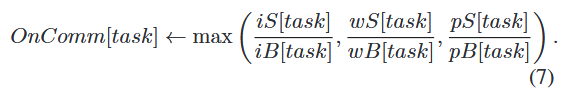 OnComm[task] ← max ( iS[task] / iB[task] , wS[task] / wB[task] , pS[task] / pB[task] ) .
(7)